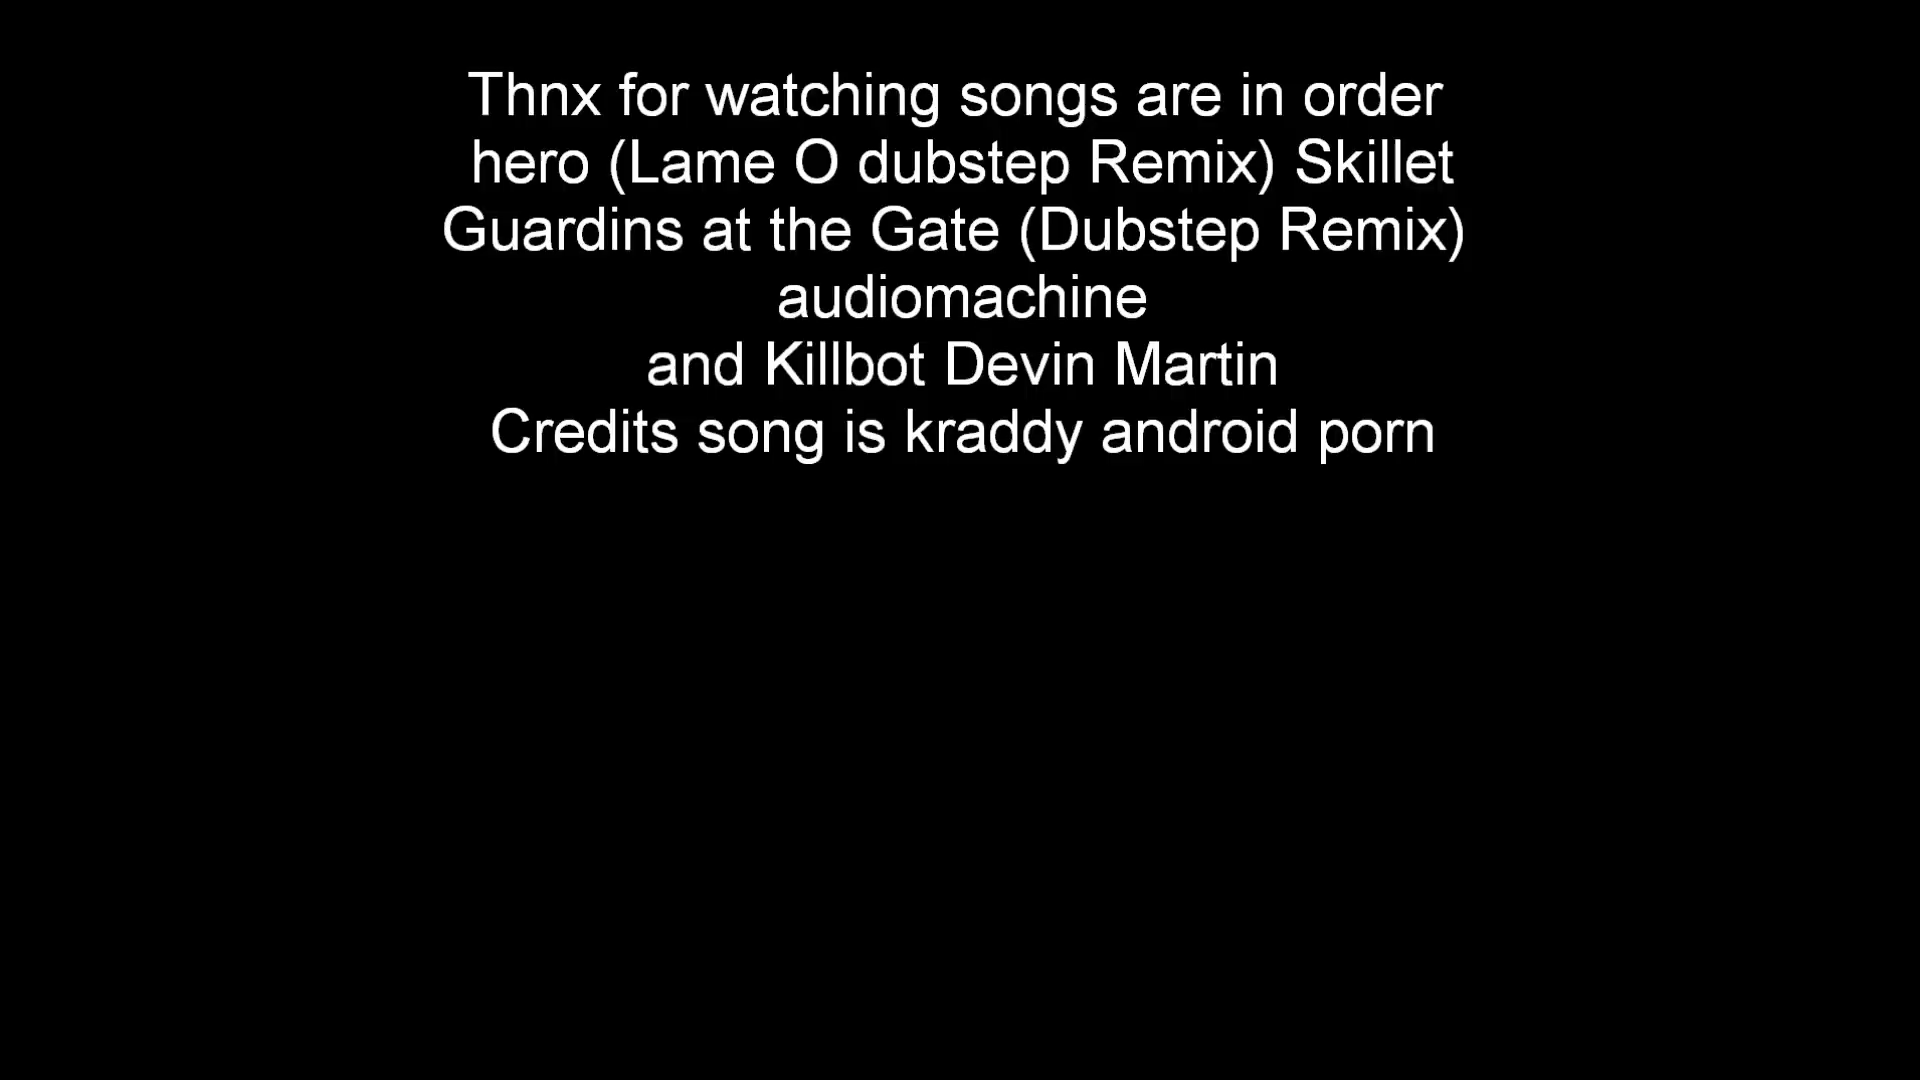 Thnx for watching songs are in order
hero (Lame O dubstep Remix) Skillet
Guardins at the Gate (Dubstep Remix)
audiomachine
and Killbot Devin Martin
Credits song is kraddy android porn